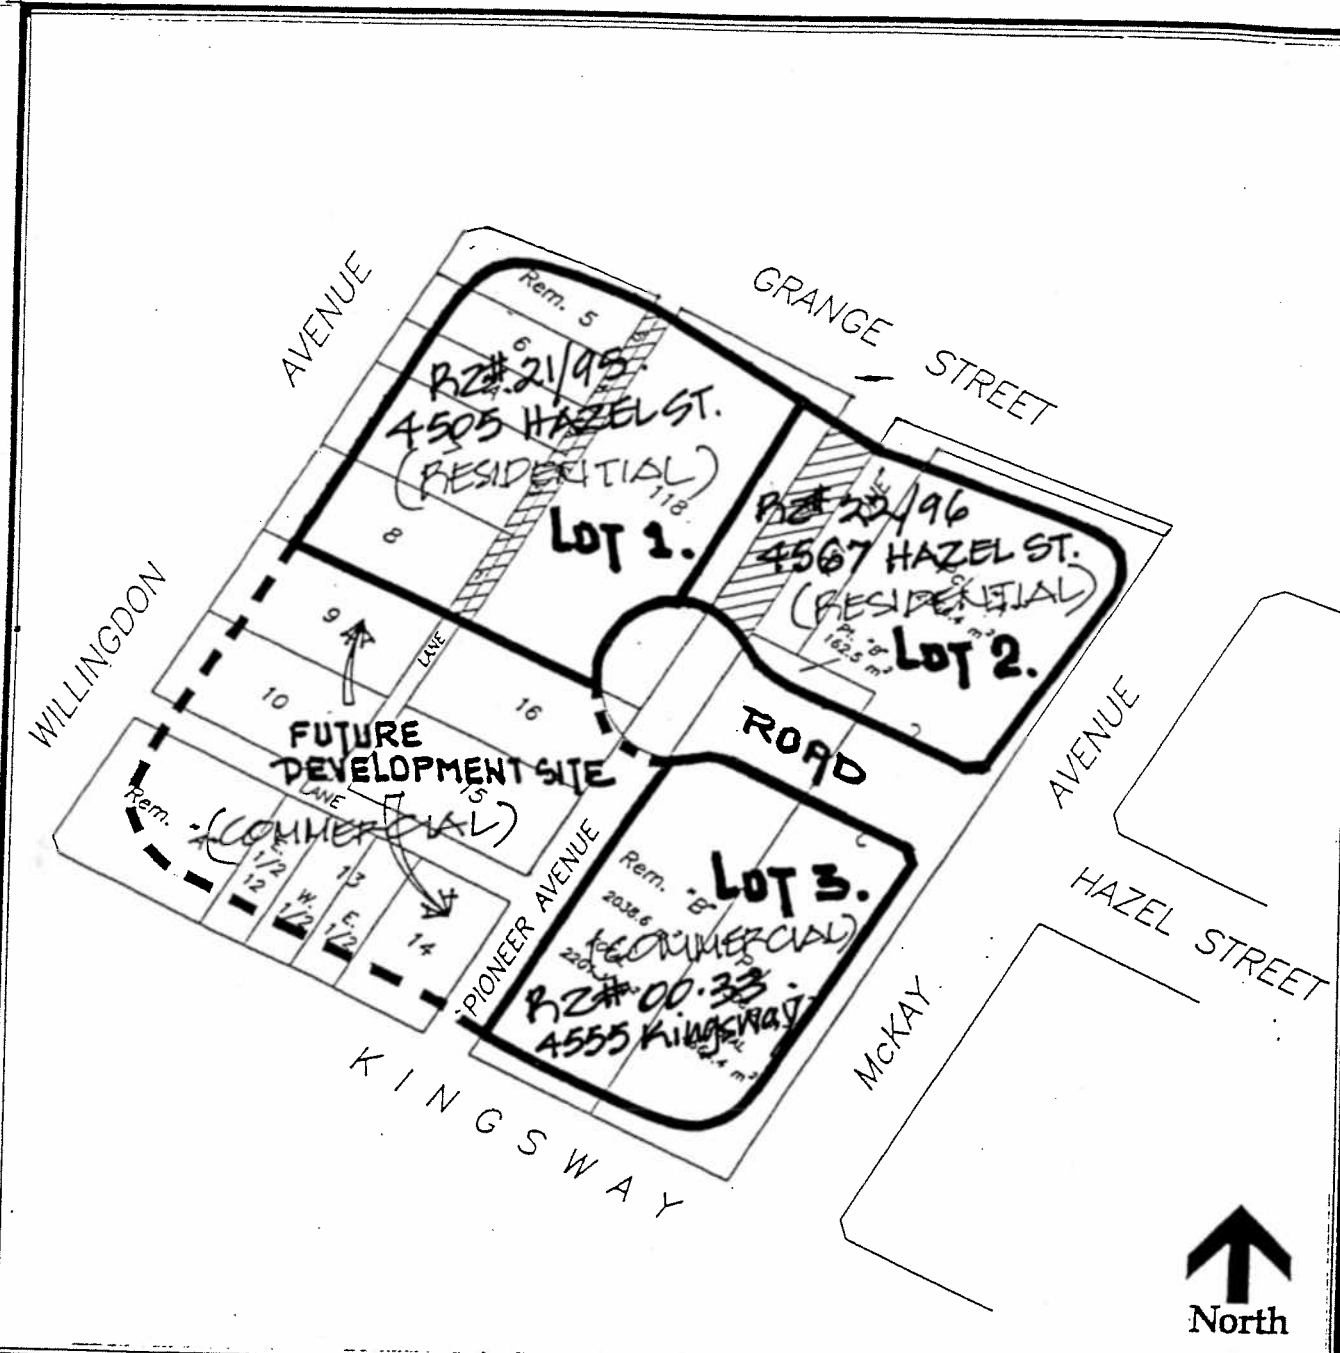 GRANGE STREET
AVENUE
WILLINGDON
Rem. 5
6
RZ# 21/95.
4505 HAZEL ST.
(RESIDENTIAL)
118
LOT 1.
8
LANE
RZ# 22/96
4567 HAZEL ST.
(RESIDENTIAL)
Pt. "B"
162.5 m²
LOT 2.
9
LANE
10
16
FUTURE
DEVELOPMENT SITE
15
LANE
(COMMERCIAL)
Rem. "A"
E. 1/2 12
W. 1/2
13
E. 1/2
14
ROAD
PIONEER AVENUE
Rem. "B"
2038.6
LOT 3.
(COMMERCIAL)
RZ# 00.33
4555 Kingsway
m²
AVENUE
McKAY
HAZEL STREET
KINGSWAY
North